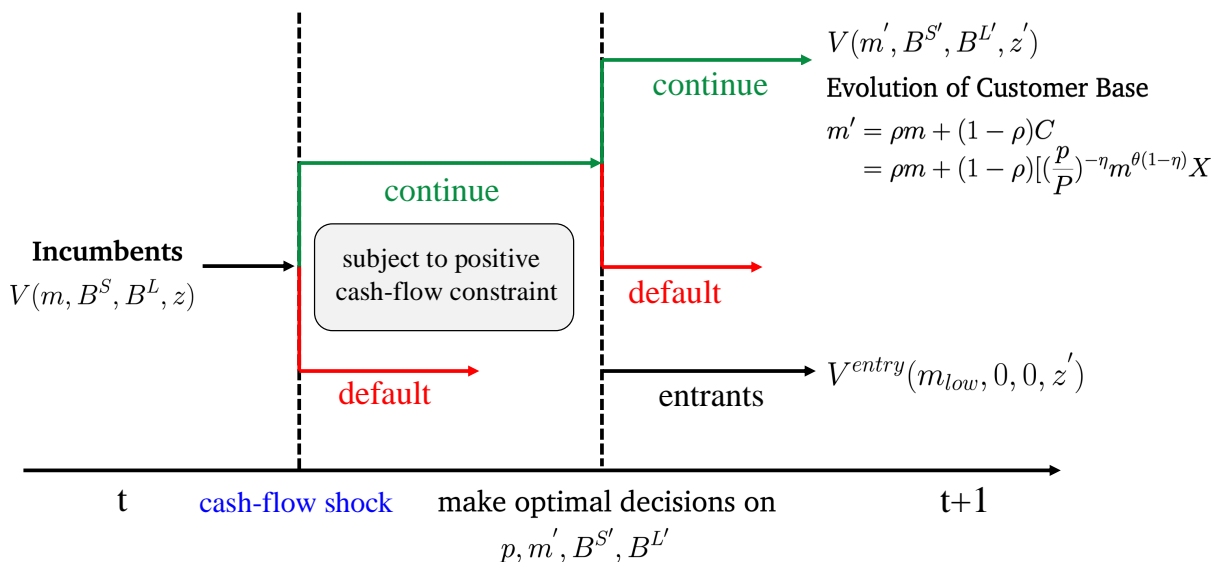 V(m′, B^{S′}, B^{L′}, z′)
continue
Evolution of Customer Base
m′ = ρm + (1 − ρ)C
= ρm + (1 − ρ)[(p/P)^{−η} m^{θ(1−η)} X
continue
Incumbents
V(m, B^S, B^L, z)
subject to positive
cash-flow constraint
default
default
entrants
V^{entry}(m_{low}, 0, 0, z′)
t
cash-flow shock
make optimal decisions on
p, m′, B^{S′}, B^{L′}
t+1